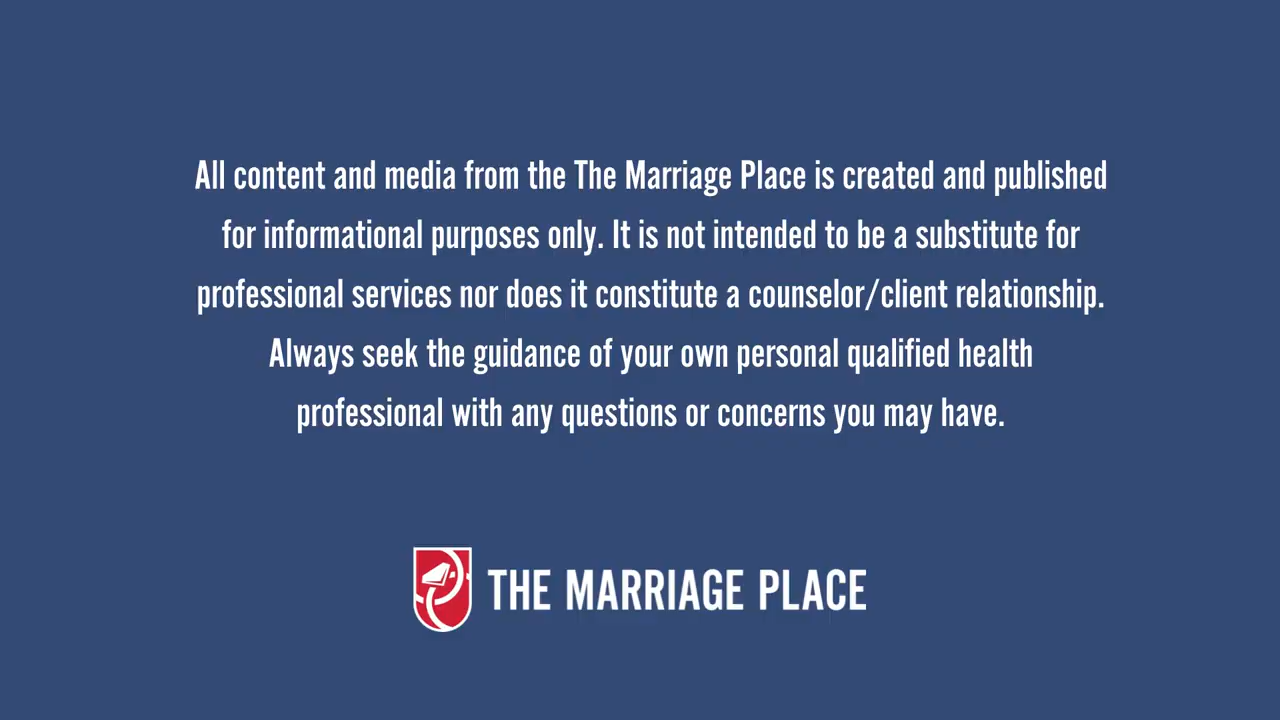 All content and media from the The Marriage Place is created and published
for informational purposes only. It is not intended to be a substitute for
professional services nor does it constitute a counselor/client relationship.
Always seek the guidance of your own personal qualified health
professional with any questions or concerns you may have.
THE MARRIAGE PLACE